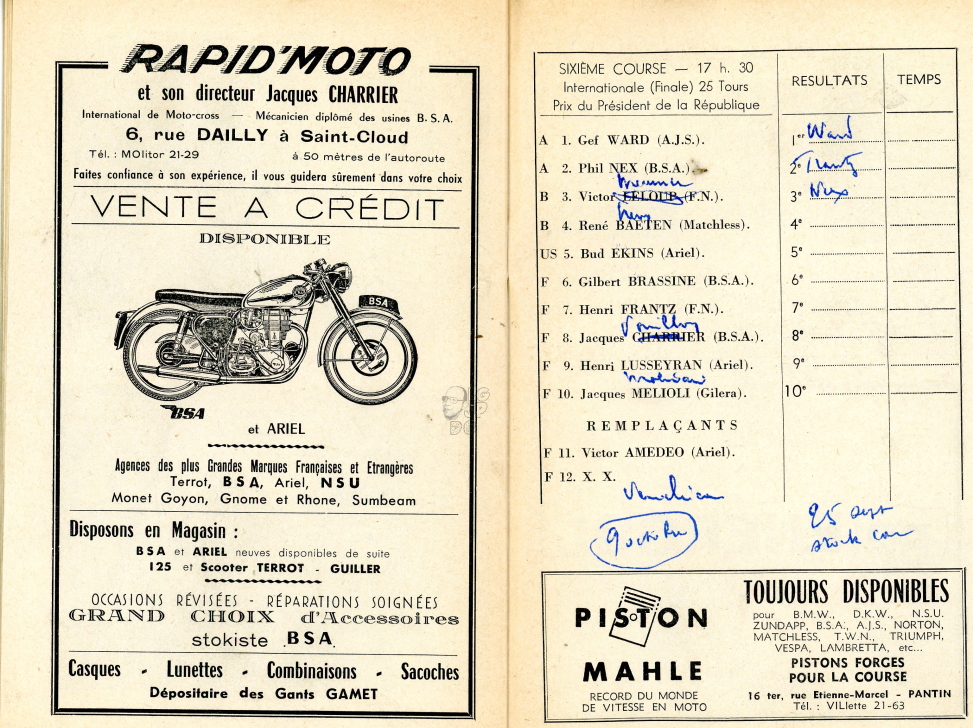 RAPID'MOTO
et son directeur Jacques CHARRIER
International de Moto-cross — Mécanicien diplômé des usines B. S. A.
6, rue DAILLY à Saint-Cloud
Tél. : MOlitor 21-29 à 50 mètres de l'autoroute
Faites confiance à son expérience, il vous guidera sûrement dans votre choix
VENTE A CRÉDIT
DISPONIBLE
BSA
BSA
et ARIEL
Agences des plus Grandes Marques Françaises et Etrangères
Terrot, BSA, Ariel, NSU
Monet Goyon, Gnome et Rhone, Sumbeam
Disposons en Magasin :
BSA et ARIEL neuves disponibles de suite
125 et Scooter TERROT - GUILLER
OCCASIONS RÉVISÉES - RÉPARATIONS SOIGNÉES
GRAND CHOIX d'Accessoires
stokiste BSA
Casques - Lunettes - Combinaisons - Sacoches
Dépositaire des Gants GAMET
SIXIÈME COURSE — 17 h. 30
Internationale (Finale) 25 Tours
Prix du Président de la République
RESULTATS
TEMPS
A 1. Gef WARD (A.J.S.).
A 2. Phil NEX (B.S.A.).
B 3. Victor LELOUP (F.N.).
B 4. René BAETEN (Matchless).
US 5. Bud EKINS (Ariel).
F 6. Gilbert BRASSINE (B.S.A.).
F 7. Henri FRANTZ (F.N.).
F 8. Jacques CHARRIER (B.S.A.).
F 9. Henri LUSSEYRAN (Ariel).
F 10. Jacques MELIOLI (Gilera).
REMPLAÇANTS
F 11. Victor AMEDEO (Ariel).
F 12. X. X.
1er Ward
2e Frantz
3e Nex
4e
5e
6e
7e
8e
9e
10e
9 octobre
25 sept
stock car
PISTON
MAHLE
RECORD DU MONDE
DE VITESSE EN MOTO
TOUJOURS DISPONIBLES
pour B.M.W., D.K.W., N.S.U.
ZUNDAPP, B.S.A., A.J.S., NORTON,
MATCHLESS, T.W.N., TRIUMPH,
VESPA, LAMBRETTA, etc...
PISTONS FORGES
POUR LA COURSE
16 ter, rue Etienne-Marcel - PANTIN
Tél. : VILlette 21-63